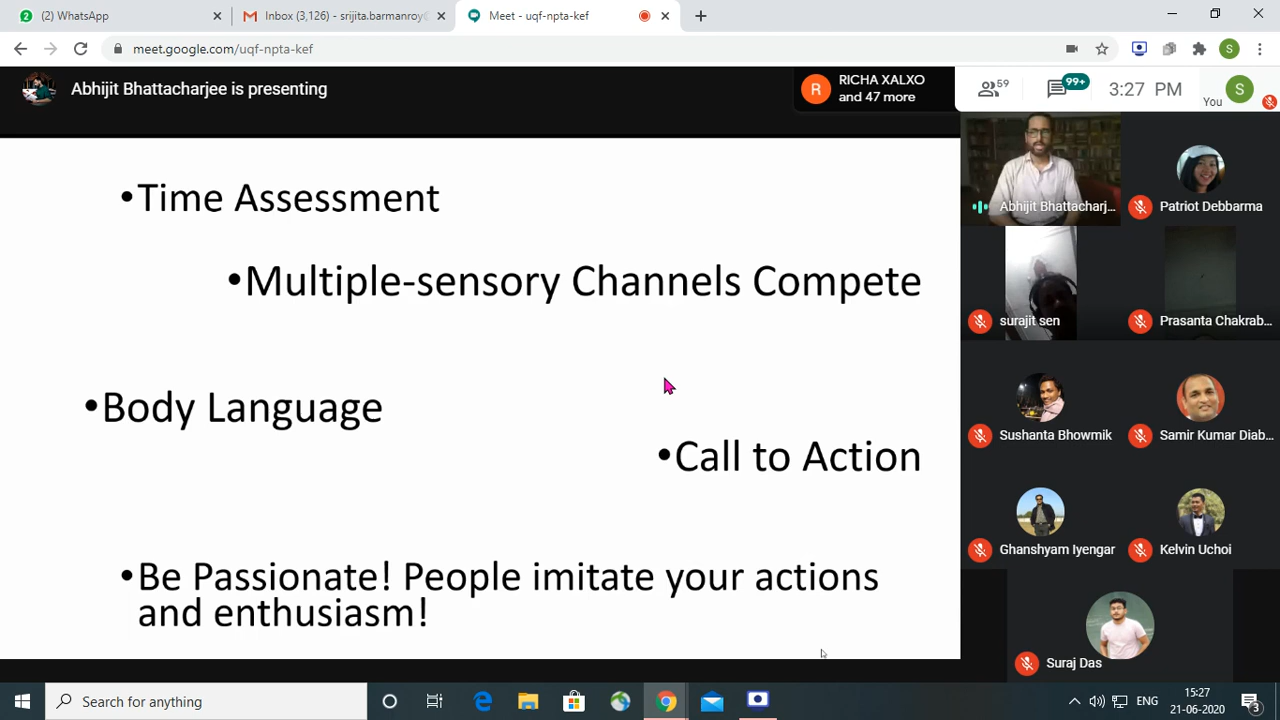 (2) WhatsApp
Inbox (3,126) - srijita.barmanroy
Meet - uqf-npta-kef
meet.google.com/uqf-npta-kef
S
Abhijit Bhattacharjee is presenting
R
RICHA XALXO
and 47 more
59
99+
3:27 PM
You
S
•Time Assessment
•Multiple-sensory Channels Compete
•Body Language
•Call to Action
•Be Passionate! People imitate your actions
and enthusiasm!
Abhijit Bhattacharj...
Patriot Debbarma
surajit sen
Prasanta Chakrab...
Sushanta Bhowmik
Samir Kumar Diab...
Ghanshyam Iyengar
Kelvin Uchoi
Suraj Das
Search for anything
ENG
15:27
21-06-2020
3